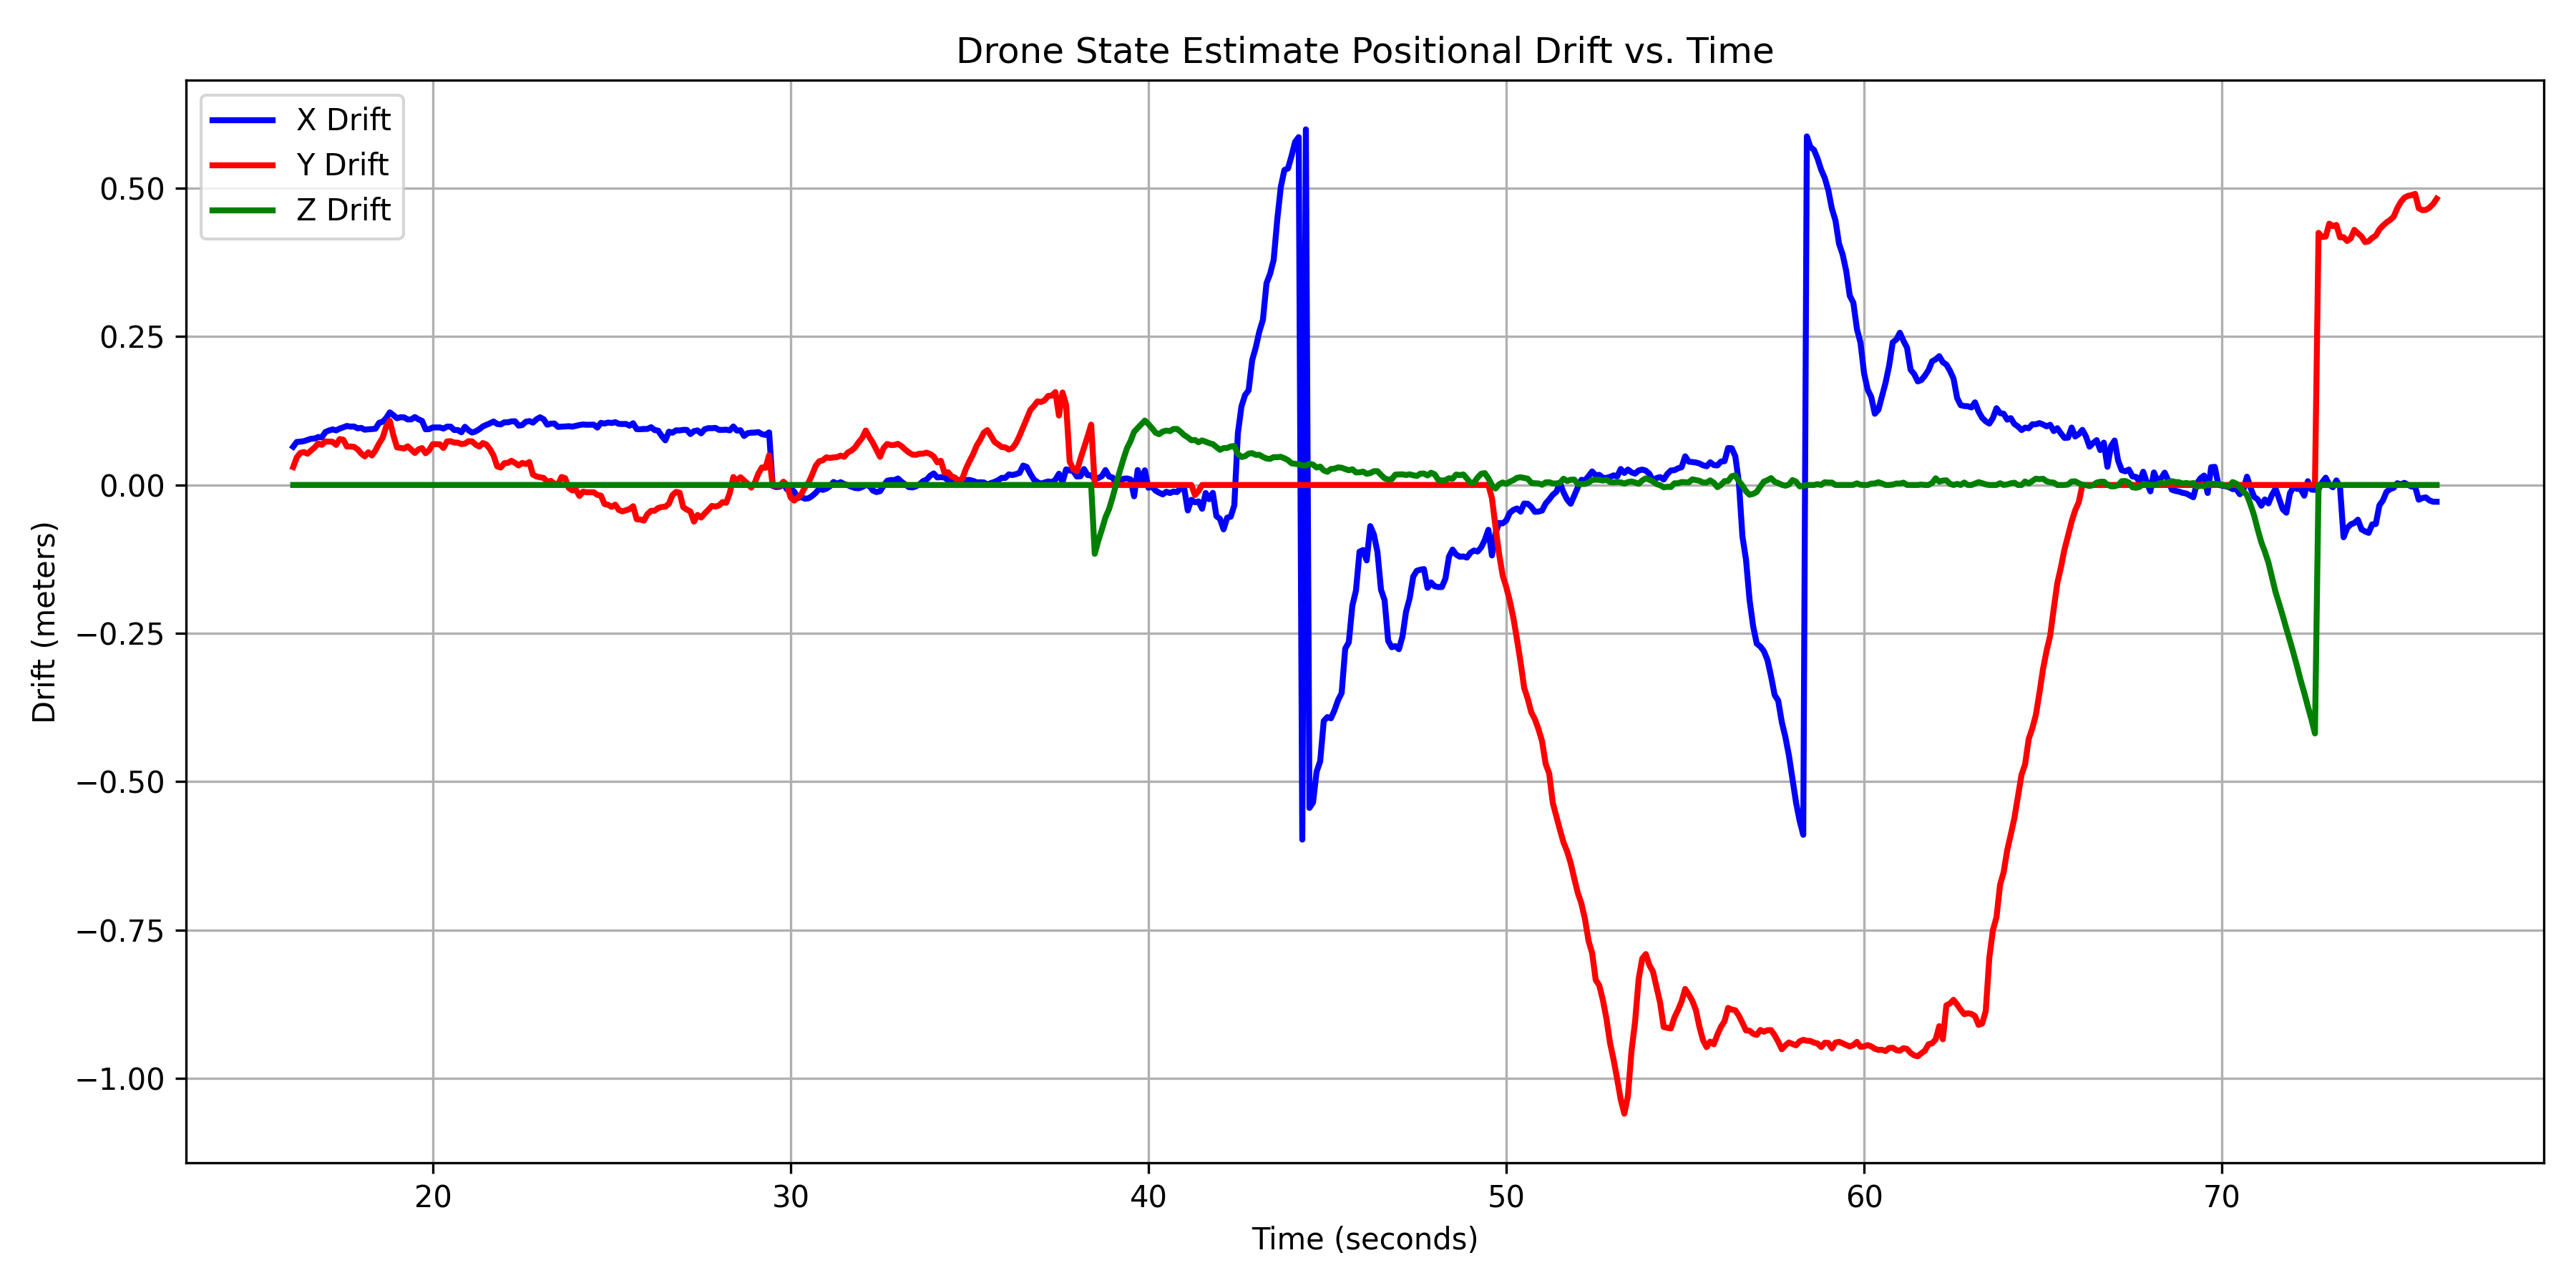 Drone State Estimate Positional Drift vs. Time
X Drift
Y Drift
Z Drift
0.50
0.25
0.00
−0.25
−0.50
−0.75
−1.00
Drift (meters)
20 30 40 50 60 70
Time (seconds)